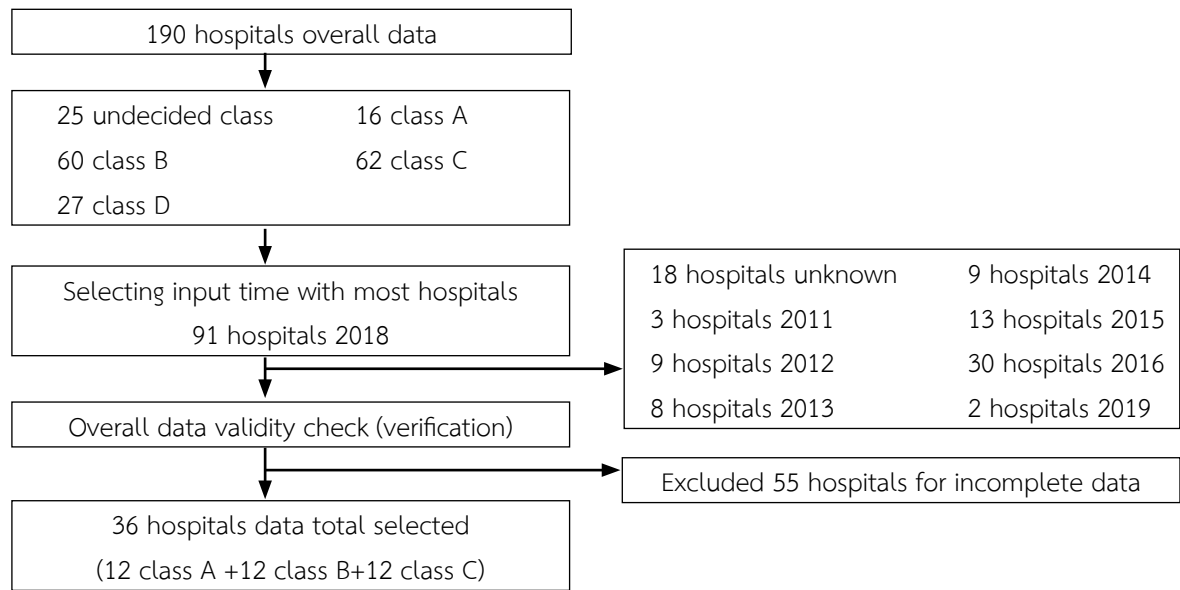 190 hospitals overall data
25 undecided class 16 class A
60 class B 62 class C
27 class D
Selecting input time with most hospitals
91 hospitals 2018
18 hospitals unknown 9 hospitals 2014
3 hospitals 2011 13 hospitals 2015
9 hospitals 2012 30 hospitals 2016
8 hospitals 2013 2 hospitals 2019
Overall data validity check (verification)
Excluded 55 hospitals for incomplete data
36 hospitals data total selected
(12 class A +12 class B+12 class C)